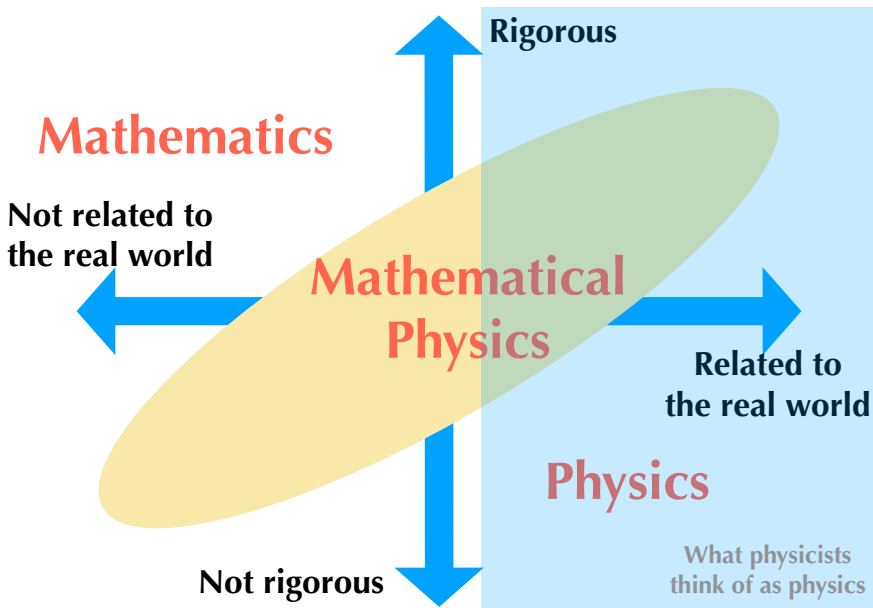 Rigorous
Mathematics
Not related to
the real world
Mathematical
Physics
Related to
the real world
Physics
What physicists
think of as physics
Not rigorous